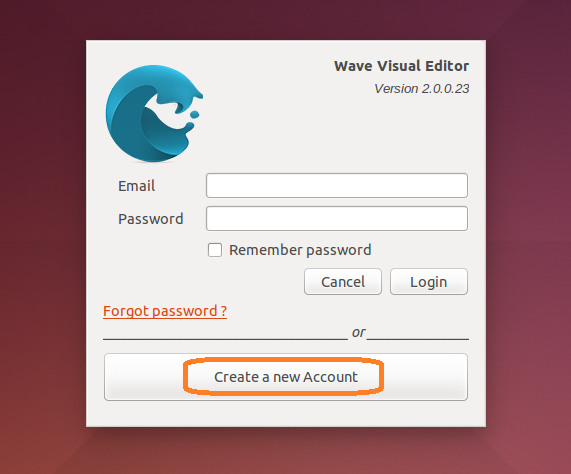 Wave Visual Editor
Version 2.0.0.23
Email
Password
Remember password
Cancel Login
Forgot password ?
or
Create a new Account